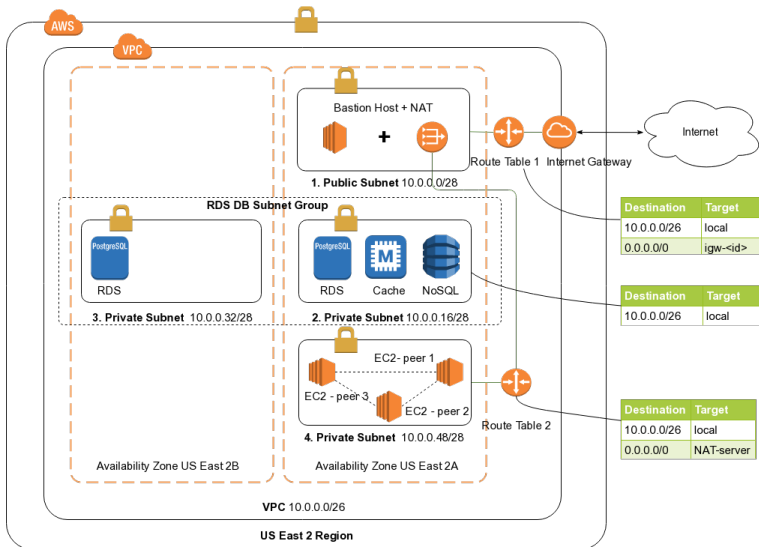 AWS
VPC
Bastion Host + NAT
+
Route Table 1
Internet Gateway
Internet
1. Public Subnet 10.0.0.0/28
RDS DB Subnet Group
Destination Target
10.0.0.0/26 local
0.0.0.0/0 igw-<id>
PostgreSQL
RDS
PostgreSQL
RDS
M
Cache
NoSQL
3. Private Subnet 10.0.0.32/28
2. Private Subnet 10.0.0.16/28
Destination Target
10.0.0.0/26 local
EC2- peer 1
EC2 - peer 3
EC2 - peer 2
4. Private Subnet 10.0.0.48/28
Route Table 2
Destination Target
10.0.0.0/26 local
0.0.0.0/0 NAT-server
Availability Zone US East 2B
Availability Zone US East 2A
VPC 10.0.0.0/26
US East 2 Region